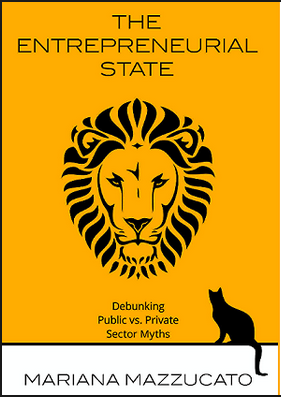 THE
ENTREPRENEURIAL
STATE
Debunking
Public vs. Private
Sector Myths
MARIANA MAZZUCATO